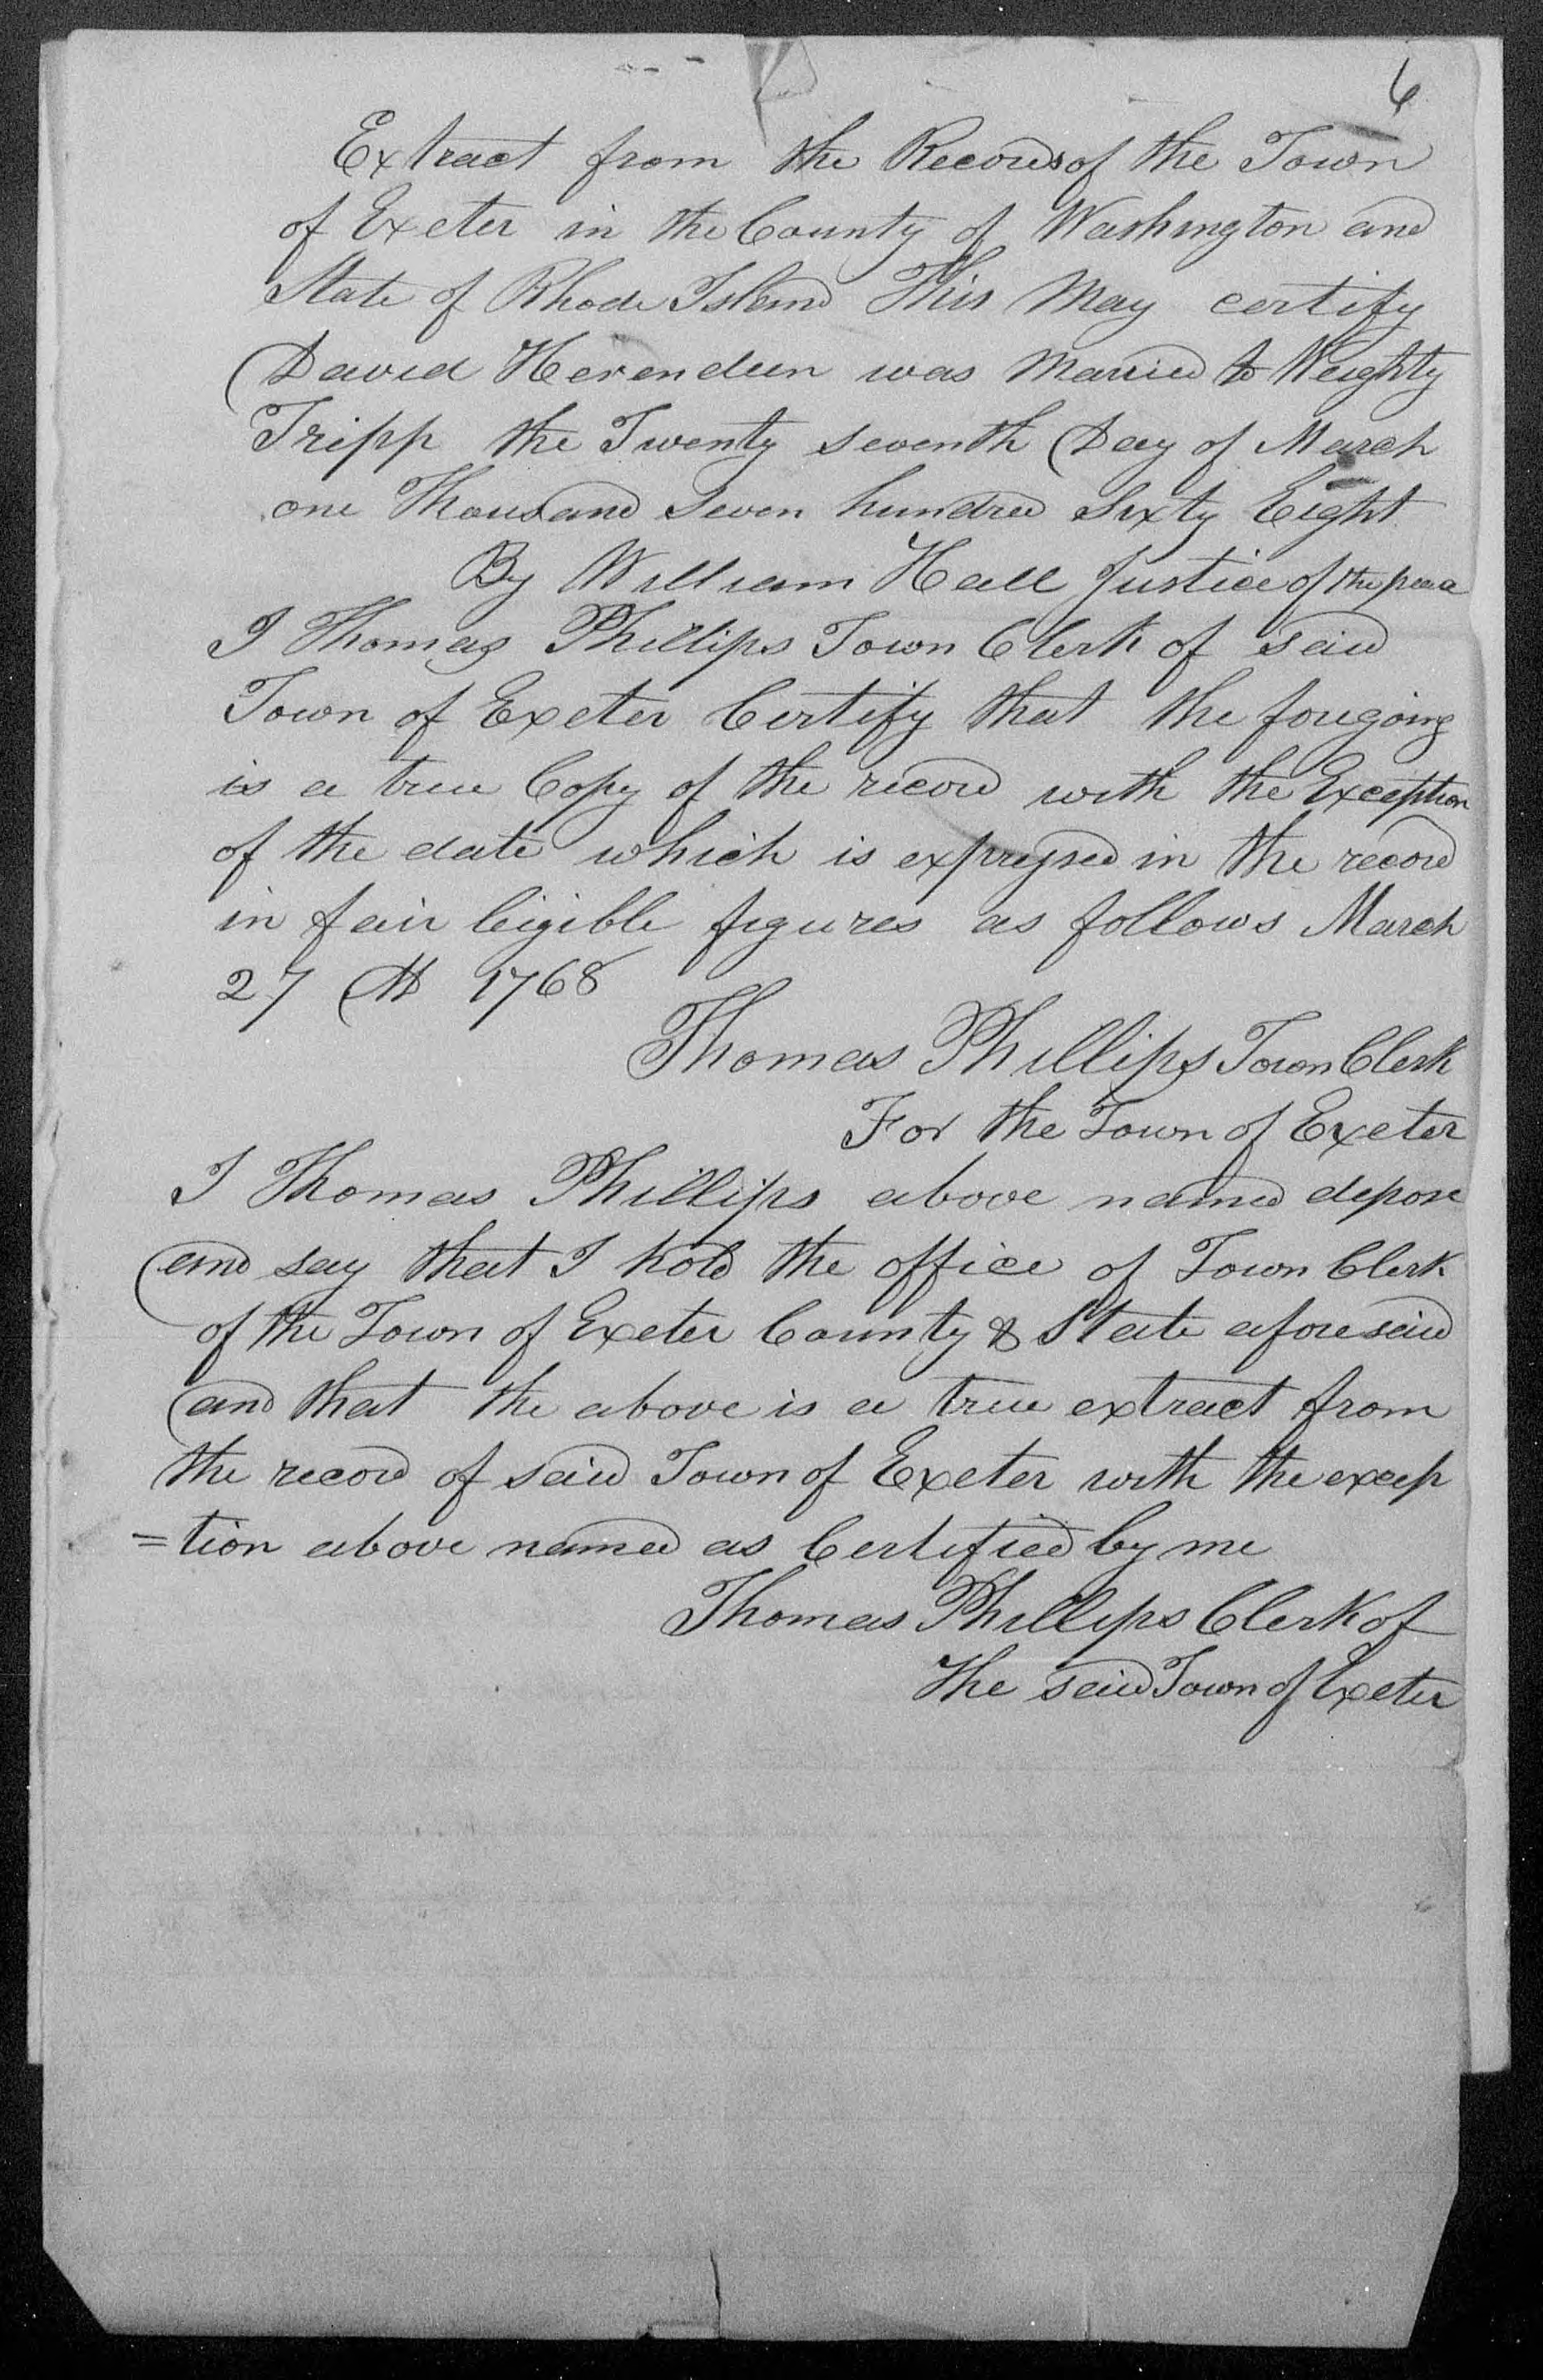 6
Extract from the Records of the Town
of Exeter in the County of Washington and
State of Rhode Island This May certify
David Herendeen was Married to Weighty
Tripp the Twenty seventh Day of March
one Thousand Seven hundred Sixty Eight
By William Hall Justice of the peace
I Thomas Phillips Town Clerk of said
Town of Exeter Certify that the foregoing
is a true Copy of the record with the Exception
of the date which is expressed in the record
in fair legible figures as follows March
27 AD 1768
Thomas Phillips Town Clerk
For the Town of Exeter
I Thomas Phillips above named depose
and say that I hold the office of Town Clerk
of the Town of Exeter County & State aforesaid
and that the above is a true extract from
the record of said Town of Exeter with the excep
=tion above named as Certified by me
Thomas Phillips Clerk of
the said Town of Exeter